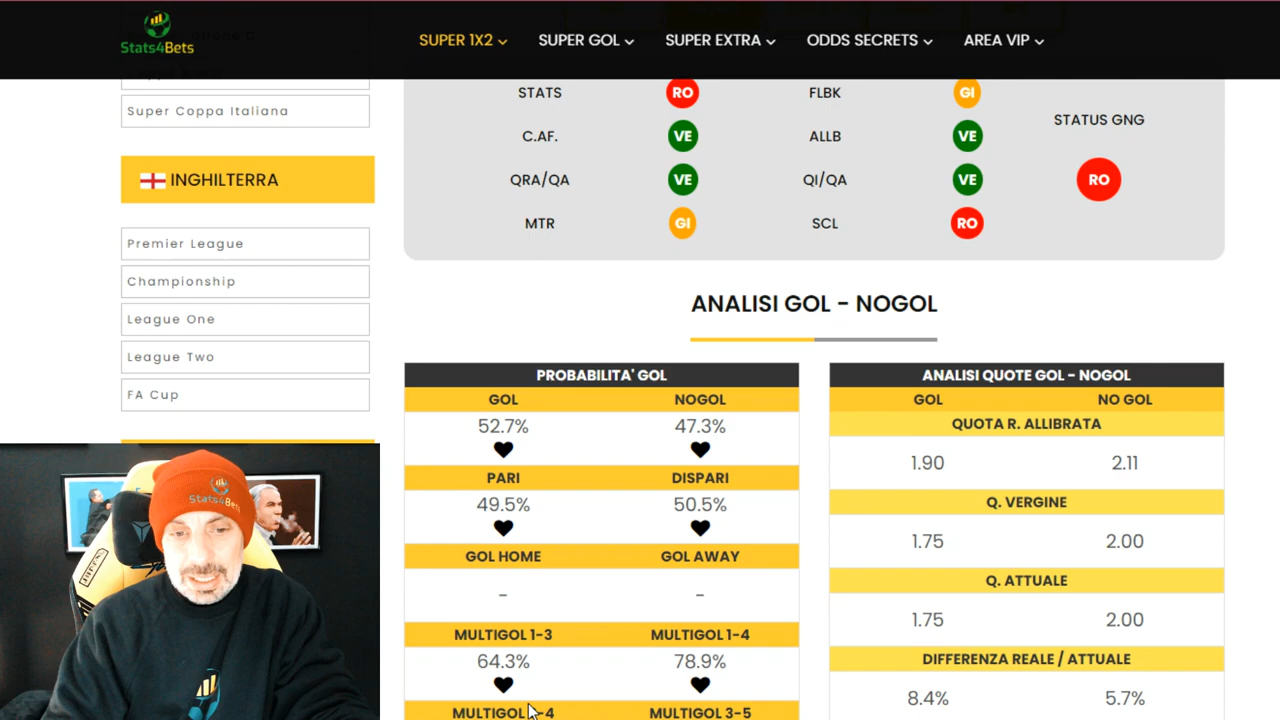 Stats4Bets
SUPER 1X2 SUPER GOL SUPER EXTRA ODDS SECRETS AREA VIP
Super Coppa Italiana
INGHILTERRA
Premier League
Championship
League One
League Two
FA Cup
STATS RO FLBK GI
C.AF. VE ALLB VE
QRA/QA VE QI/QA VE
MTR GI SCL RO
STATUS GNG
RO
ANALISI GOL - NOGOL
PROBABILITA' GOL
GOL NOGOL
52.7% 47.3%
PARI DISPARI
49.5% 50.5%
GOL HOME GOL AWAY
- -
MULTIGOL 1-3 MULTIGOL 1-4
64.3% 78.9%
MULTIGOL -4 MULTIGOL 3-5
ANALISI QUOTE GOL - NOGOL
GOL NO GOL
QUOTA R. ALLIBRATA
1.90 2.11
Q. VERGINE
1.75 2.00
Q. ATTUALE
1.75 2.00
DIFFERENZA REALE / ATTUALE
8.4% 5.7%
Stats4Bets